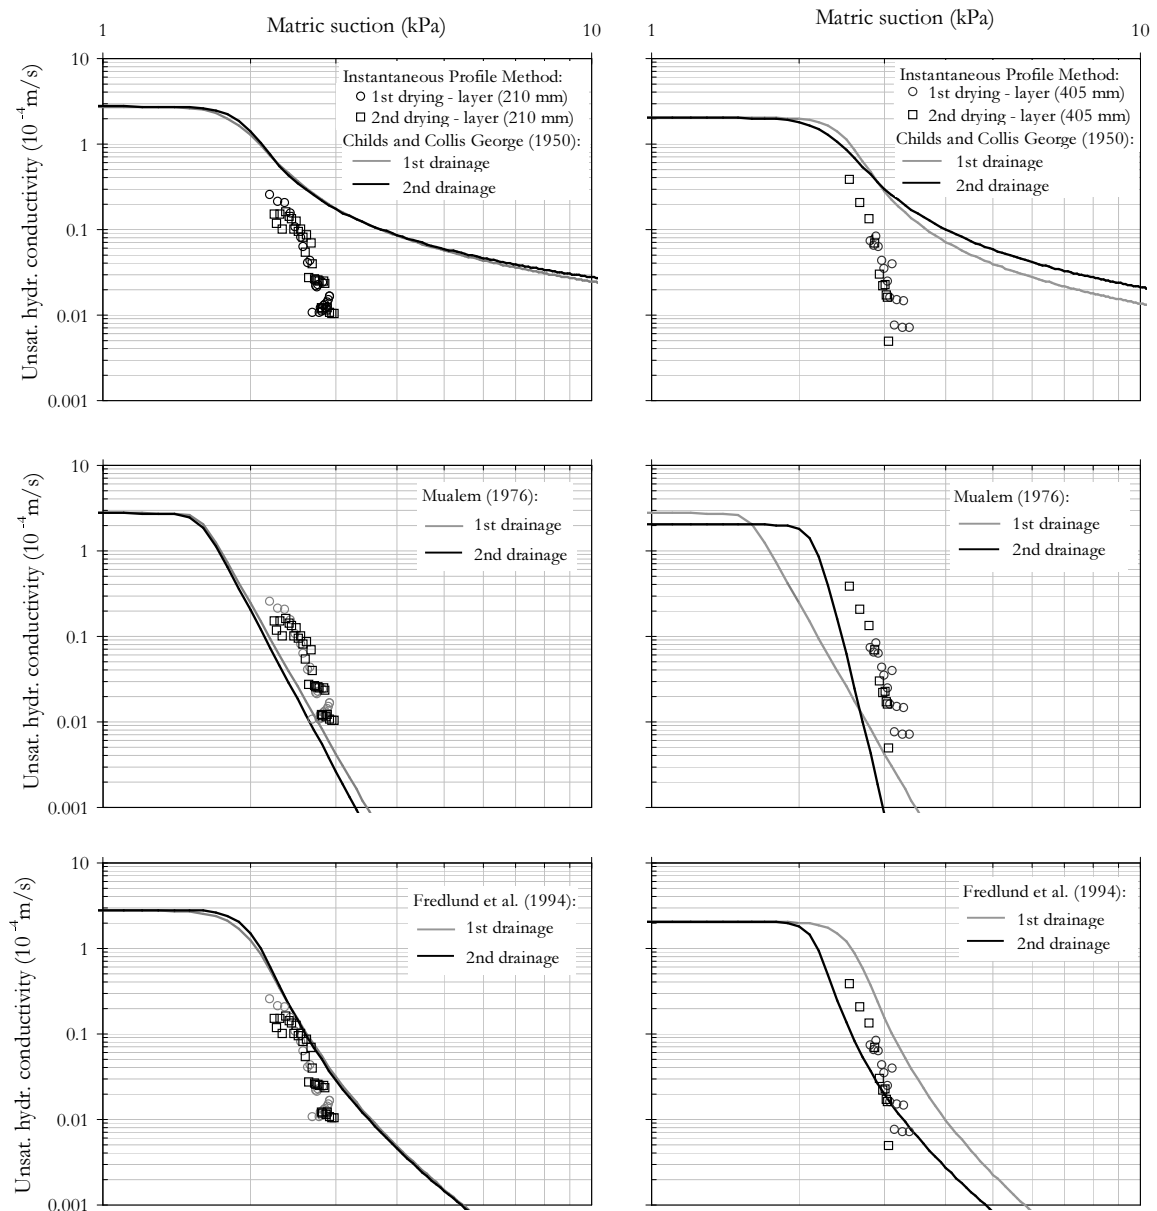 Matric suction (kPa)
1
10
Unsat. hydr. conductivity (10⁻⁴m/s)
10
1
0.1
0.01
0.001
Instantaneous Profile Method:
1st drying - layer (210 mm)
2nd drying - layer (210 mm)
Childs and Collis George (1950):
1st drainage
2nd drainage
Matric suction (kPa)
1
10
Instantaneous Profile Method:
1st drying - layer (405 mm)
2nd drying - layer (405 mm)
Childs and Collis George (1950):
1st drainage
2nd drainage
Unsat. hydr. conductivity (10⁻⁴m/s)
10
1
0.1
0.01
0.001
Mualem (1976):
1st drainage
2nd drainage
Mualem (1976):
1st drainage
2nd drainage
Unsat. hydr. conductivity (10⁻⁴m/s)
10
1
0.1
0.01
0.001
Fredlund et al. (1994):
1st drainage
2nd drainage
Fredlund et al. (1994):
1st drainage
2nd drainage